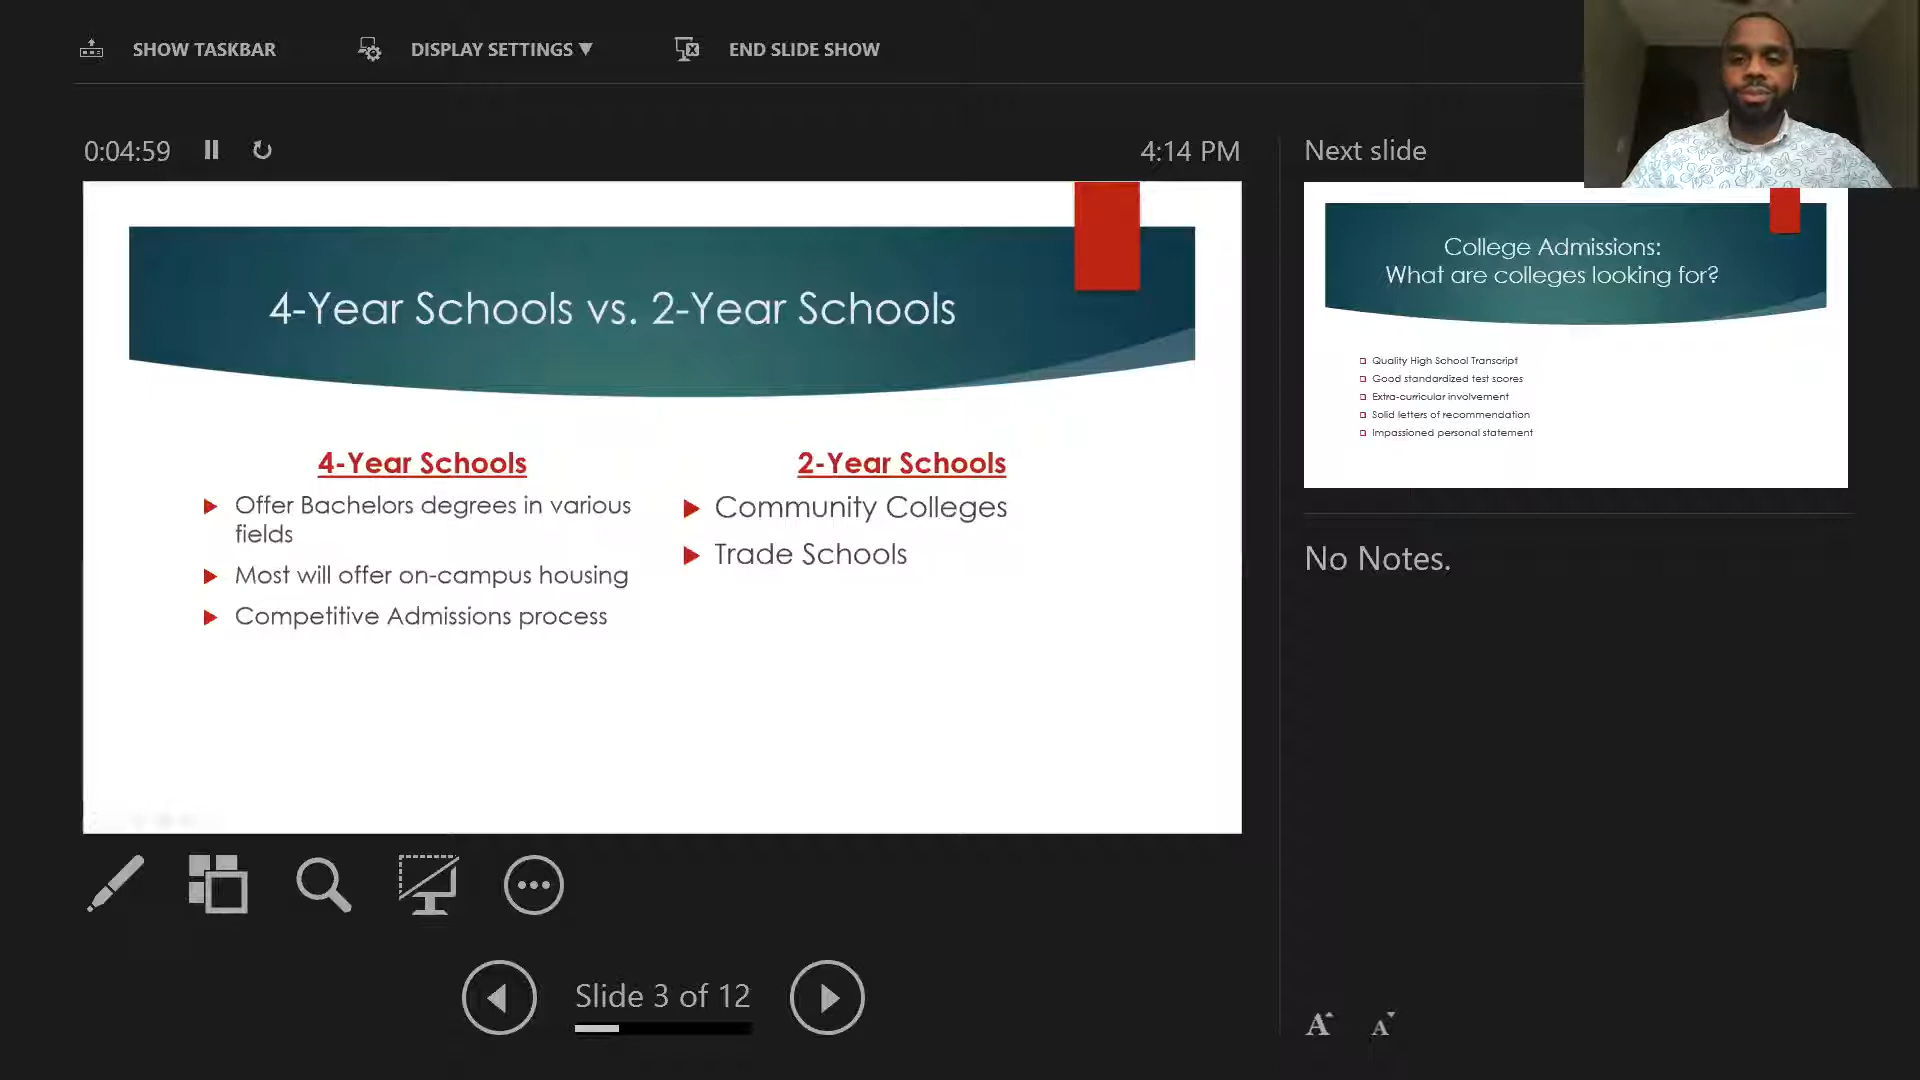 SHOW TASKBAR
DISPLAY SETTINGS ▼
END SLIDE SHOW
0:04:59
4:14 PM
4-Year Schools vs. 2-Year Schools
4-Year Schools
Offer Bachelors degrees in various
fields
Most will offer on-campus housing
Competitive Admissions process
2-Year Schools
Community Colleges
Trade Schools
Slide 3 of 12
Next slide
College Admissions:
What are colleges looking for?
Quality High School Transcript
Good standardized test scores
Extra-curricular involvement
Solid letters of recommendation
Impassioned personal statement
No Notes.
A A